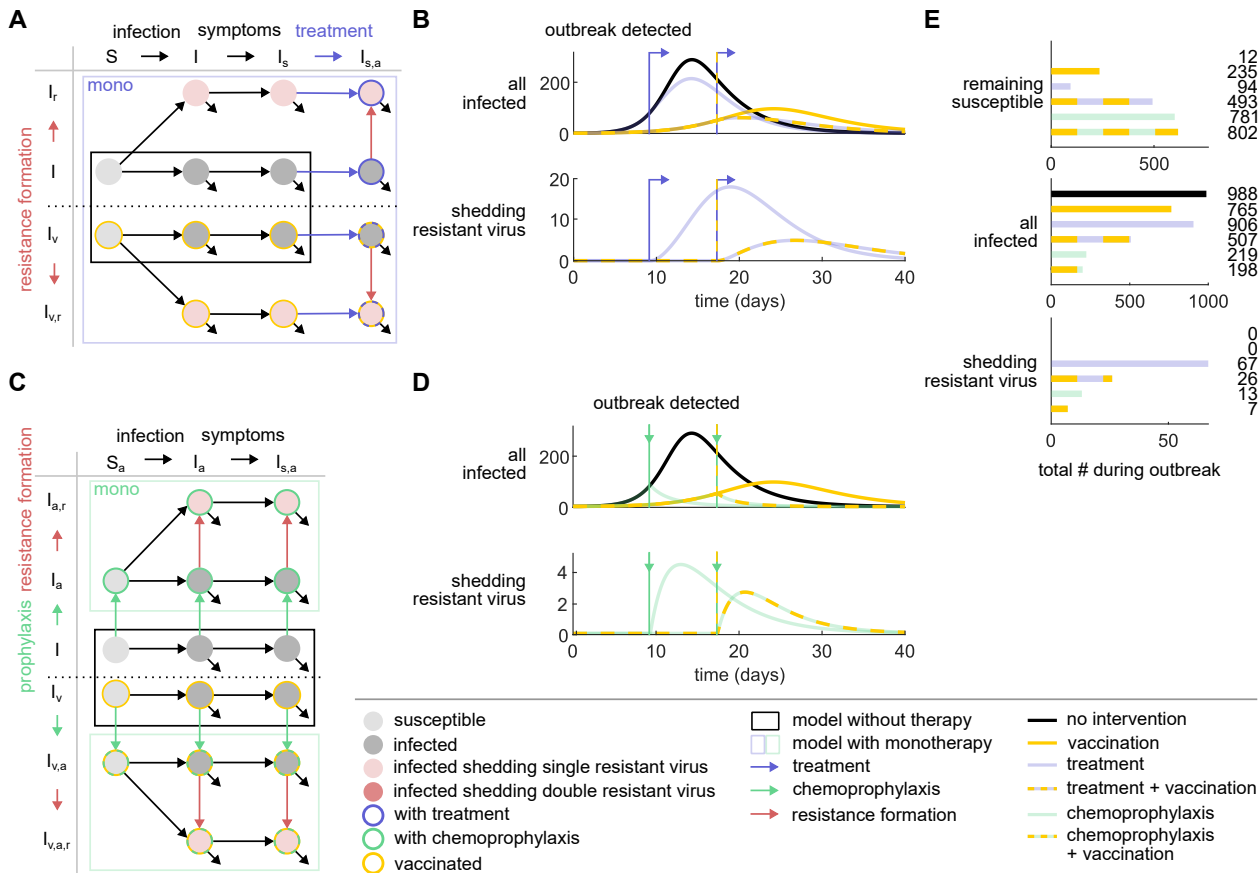 A
infection symptoms treatment
S I Is Is,a
mono
Ir
I
Iv
Iv,r
resistance formation
B
outbreak detected
all
infected
200
0
shedding
resistant virus
20
10
0
0 10 20 30 40
time (days)
C
infection symptoms
Sa Ia Is,a
mono
Ia,r
Ia
I
Iv
Iv,a
Iv,a,r
prophylaxis resistance formation
D
outbreak detected
all
infected
200
0
shedding
resistant virus
4
2
0
0 10 20 30 40
time (days)
E
remaining
susceptible
12
235
94
493
781
802
0 500
all
infected
988
765
906
507
219
198
0 500 1000
shedding
resistant virus
0
0
67
26
13
7
0 50
total # during outbreak
susceptible
infected
infected shedding single resistant virus
infected shedding double resistant virus
with treatment
with chemoprophylaxis
vaccinated
model without therapy
model with monotherapy
treatment
chemoprophylaxis
resistance formation
no intervention
vaccination
treatment
treatment + vaccination
chemoprophylaxis
chemoprophylaxis
+ vaccination